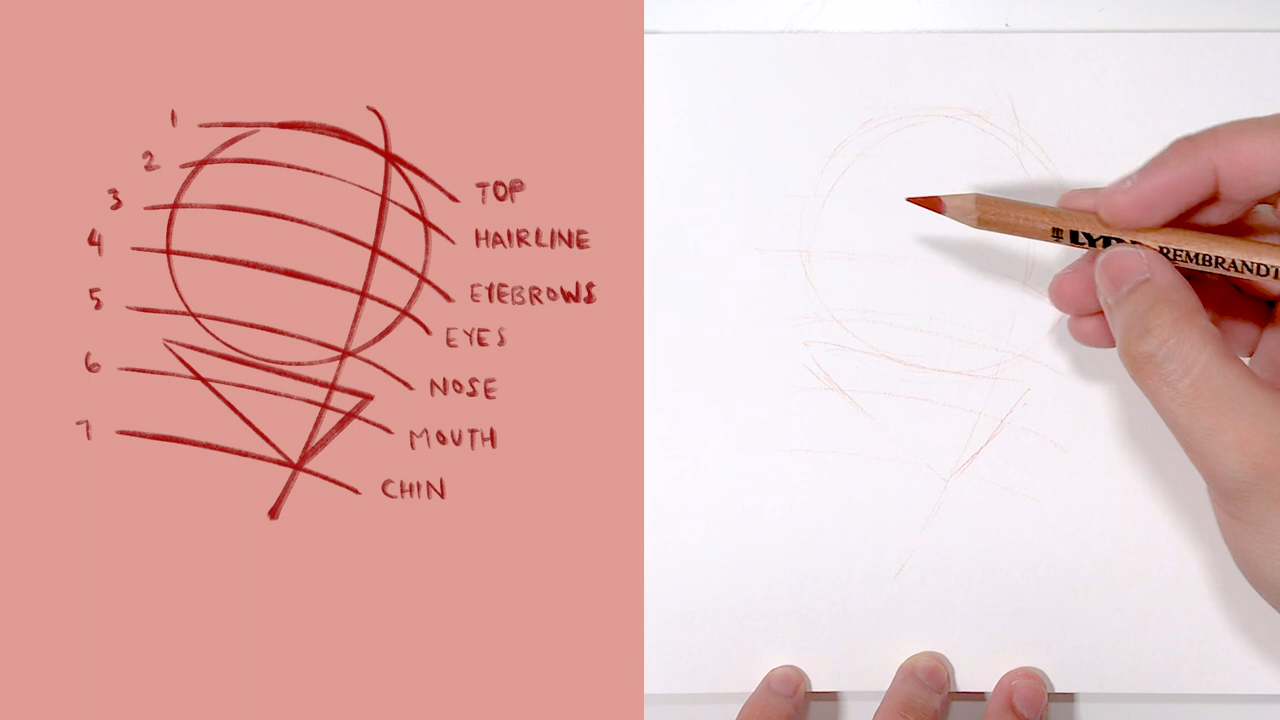 1
2
3
4
5
6
7
TOP
HAIRLINE
EYEBROWS
EYES
NOSE
MOUTH
CHIN
REMBRANDT